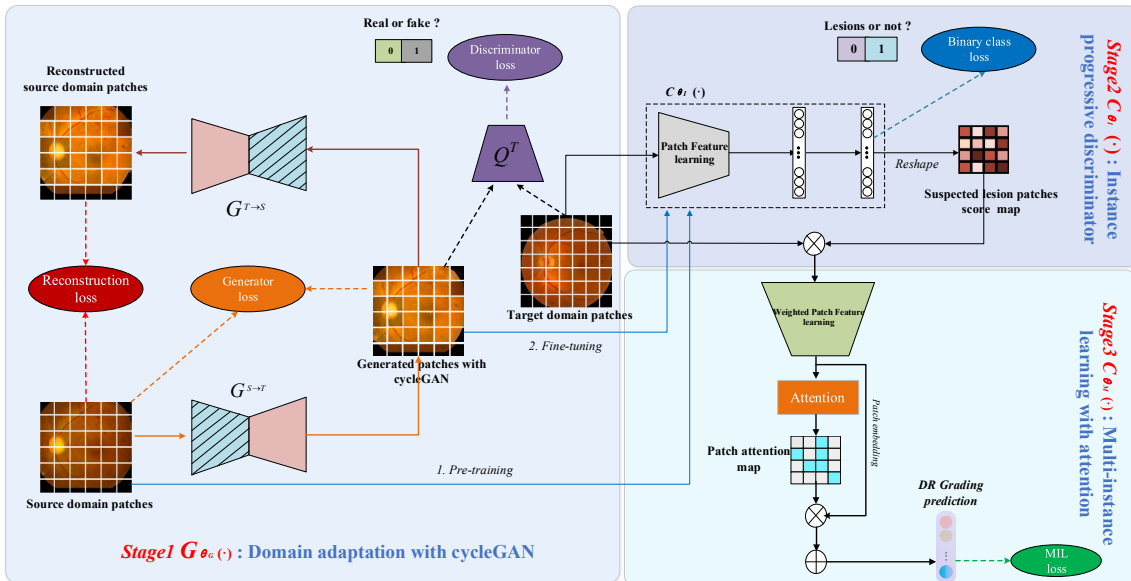 Real or fake ?
0 1
Discriminator
loss
Reconstructed
source domain patches
G^{T→S}
Q^T
Reconstruction
loss
Generator
loss
Generated patches with
cycleGAN
Target domain patches
2. Fine-tuning
G^{S→T}
1. Pre-training
Source domain patches
Stage1 G θ_G (·) : Domain adaptation with cycleGAN
Lesions or not ?
0 1
Binary class
loss
C θ_I (·)
Patch Feature
learning
Reshape
Suspected lesion patches
score map
Stage2 C θ_I (·) : Instance
progressive discriminator
Weighted Patch Feature
learning
Attention
Patch embedding
Patch attention
map
DR Grading
prediction
MIL
loss
Stage3 C θ_M (·) : Multi-instance
learning with attention